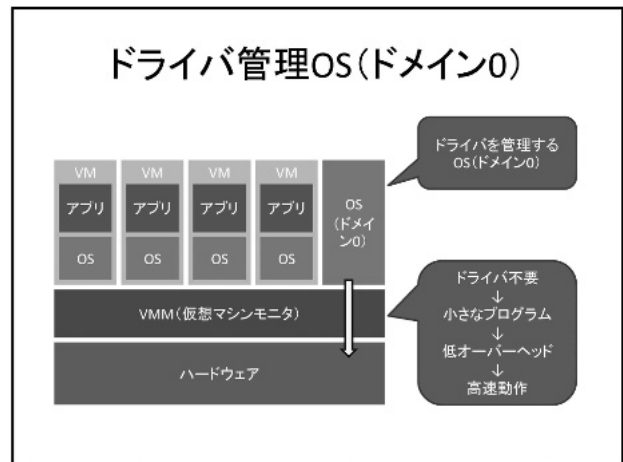 ドライバ管理OS(ドメイン0)
ドライバを管理する
OS(ドメイン0)
VM
アプリ
OS
VM
アプリ
OS
VM
アプリ
OS
VM
アプリ
OS
OS
(ドメイ
ン0)
VMM(仮想マシンモニタ)
ハードウェア
ドライバ不要
↓
小さなプログラム
↓
低オーバーヘッド
↓
高速動作